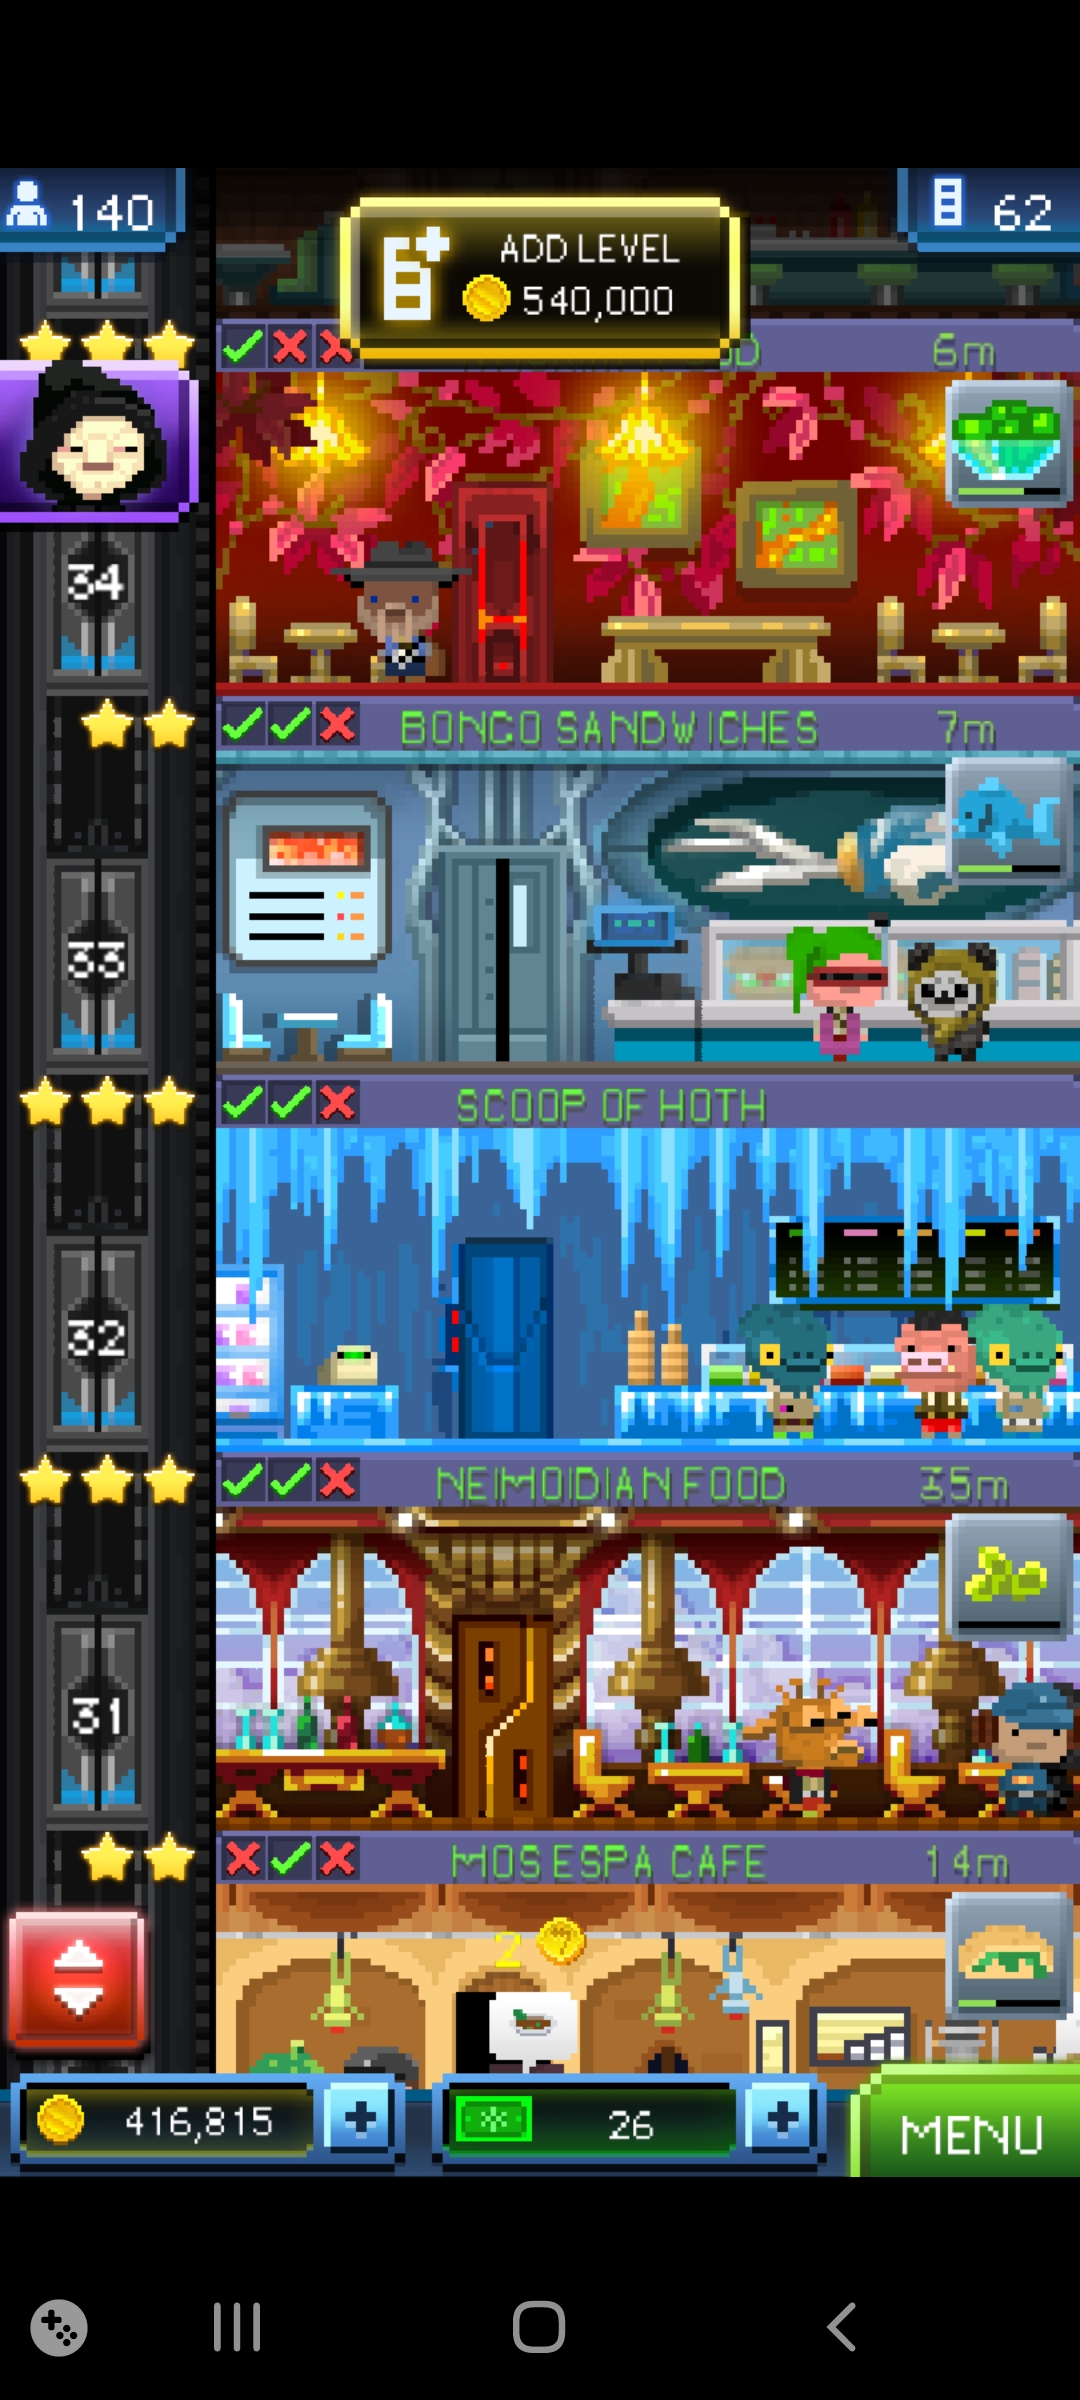 140
ADD LEVEL
540,000
62
6m
34
BONGO SANDWICHES 7m
33
SCOOP OF HOTH
32
NEIMOIDIAN FOOD 35m
31
MOS ESPA CAFE 14m
2
416,815
26
MENU